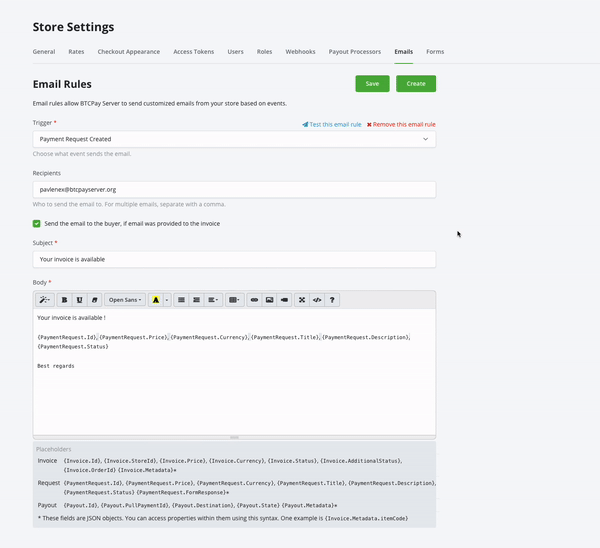 Store Settings
General Rates Checkout Appearance Access Tokens Users Roles Webhooks Payout Processors Emails Forms
Email Rules
Save Create
Email rules allow BTCPay Server to send customized emails from your store based on events.
Trigger *
Test this email rule Remove this email rule
Payment Request Created
Choose what event sends the email.
Recipients
pavlenex@btcpayserver.org
Who to send the email to. For multiple emails, separate with a comma.
Send the email to the buyer, if email was provided to the invoice
Subject *
Your invoice is available
Body *
B U Open Sans A </> ?
Your invoice is available !
{PaymentRequest.Id},{PaymentRequest.Price},{PaymentRequest.Currency},{PaymentRequest.Title},{PaymentRequest.Description},
{PaymentRequest.Status}
Best regards
Placeholders
Invoice {Invoice.Id}, {Invoice.StoreId}, {Invoice.Price}, {Invoice.Currency}, {Invoice.Status}, {Invoice.AdditionalStatus},
{Invoice.OrderId} {Invoice.Metadata}*
Request {PaymentRequest.Id}, {PaymentRequest.Price}, {PaymentRequest.Currency}, {PaymentRequest.Title}, {PaymentRequest.Description},
{PaymentRequest.Status} {PaymentRequest.FormResponse}*
Payout {Payout.Id}, {Payout.PullPaymentId}, {Payout.Destination}, {Payout.State} {Payout.Metadata}*
* These fields are JSON objects. You can access properties within them using this syntax. One example is {Invoice.Metadata.itemCode}